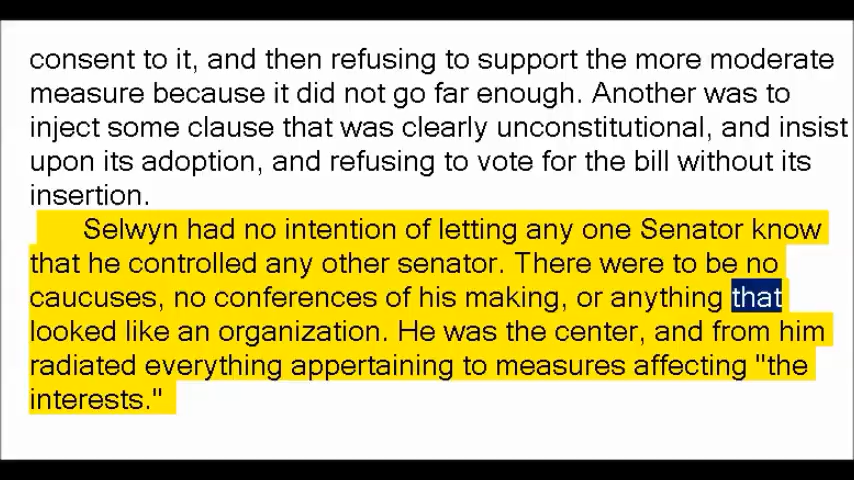 consent to it, and then refusing to support the more moderate
measure because it did not go far enough. Another was to
inject some clause that was clearly unconstitutional, and insist
upon its adoption, and refusing to vote for the bill without its
insertion.
Selwyn had no intention of letting any one Senator know
that he controlled any other senator. There were to be no
caucuses, no conferences of his making, or anything that
looked like an organization. He was the center, and from him
radiated everything appertaining to measures affecting "the
interests."